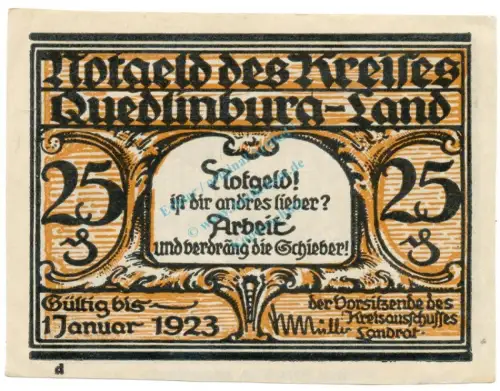 Notgeld des Kreises
Quedlinburg-Land
25 ₰
25 ₰
Notgeld!
ist dir andres lieber?
Arbeit
und verdräng die Schieber!
Gültig bis
1 Januar 1923
der Vorsitzende des
Kreisausschusses
Müller
Landrat
d